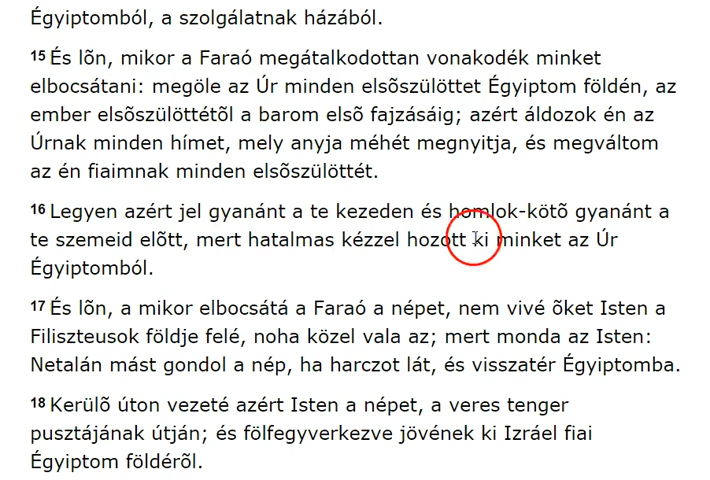 Égyiptomból, a szolgálatnak házából.
15 És lõn, mikor a Faraó megátalkodottan vonakodék minket
elbocsátani: megöle az Úr minden elsõszülöttet Égyiptom földén, az
ember elsõszülöttétõl a barom elsõ fajzásáig; azért áldozok én az
Úrnak minden hímet, mely anyja méhét megnyitja, és megváltom
az én fiaimnak minden elsõszülöttét.
16 Legyen azért jel gyanánt a te kezeden és homlok-kötõ gyanánt a
te szemeid elõtt, mert hatalmas kézzel hozott ki minket az Úr
Égyiptomból.
17 És lõn, a mikor elbocsátá a Faraó a népet, nem vivé õket Isten a
Filiszteusok földje felé, noha közel vala az; mert monda az Isten:
Netalán mást gondol a nép, ha harczot lát, és visszatér Égyiptomba.
18 Kerülõ úton vezeté azért Isten a népet, a veres tenger
pusztájának útján; és fölfegyverkezve jövének ki Izráel fiai
Égyiptom földérõl.